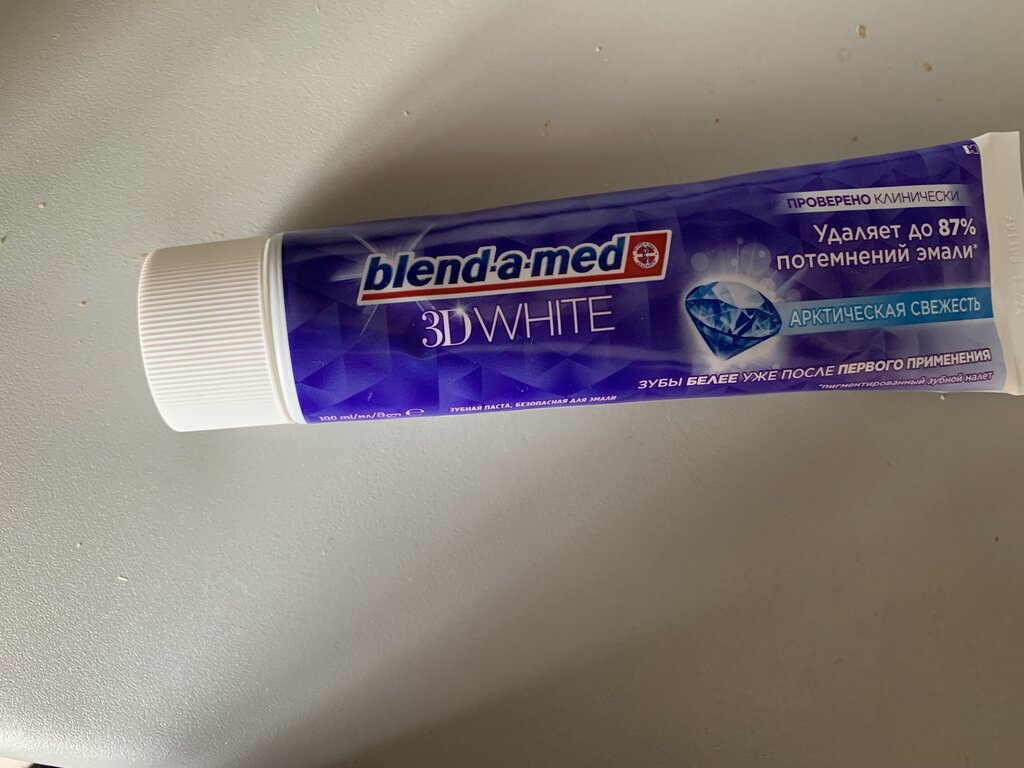 blend-a-med
3D WHITE
100 ml/мл/მლ ℮
ЗУБНАЯ ПАСТА, БЕЗОПАСНАЯ ДЛЯ ЭМАЛИ
ПРОВЕРЕНО КЛИНИЧЕСКИ
Удаляет до 87%
потемнений эмали*
АРКТИЧЕСКАЯ СВЕЖЕСТЬ
ЗУБЫ БЕЛЕЕ УЖЕ ПОСЛЕ ПЕРВОГО ПРИМЕНЕНИЯ
*пигментированный зубной налет